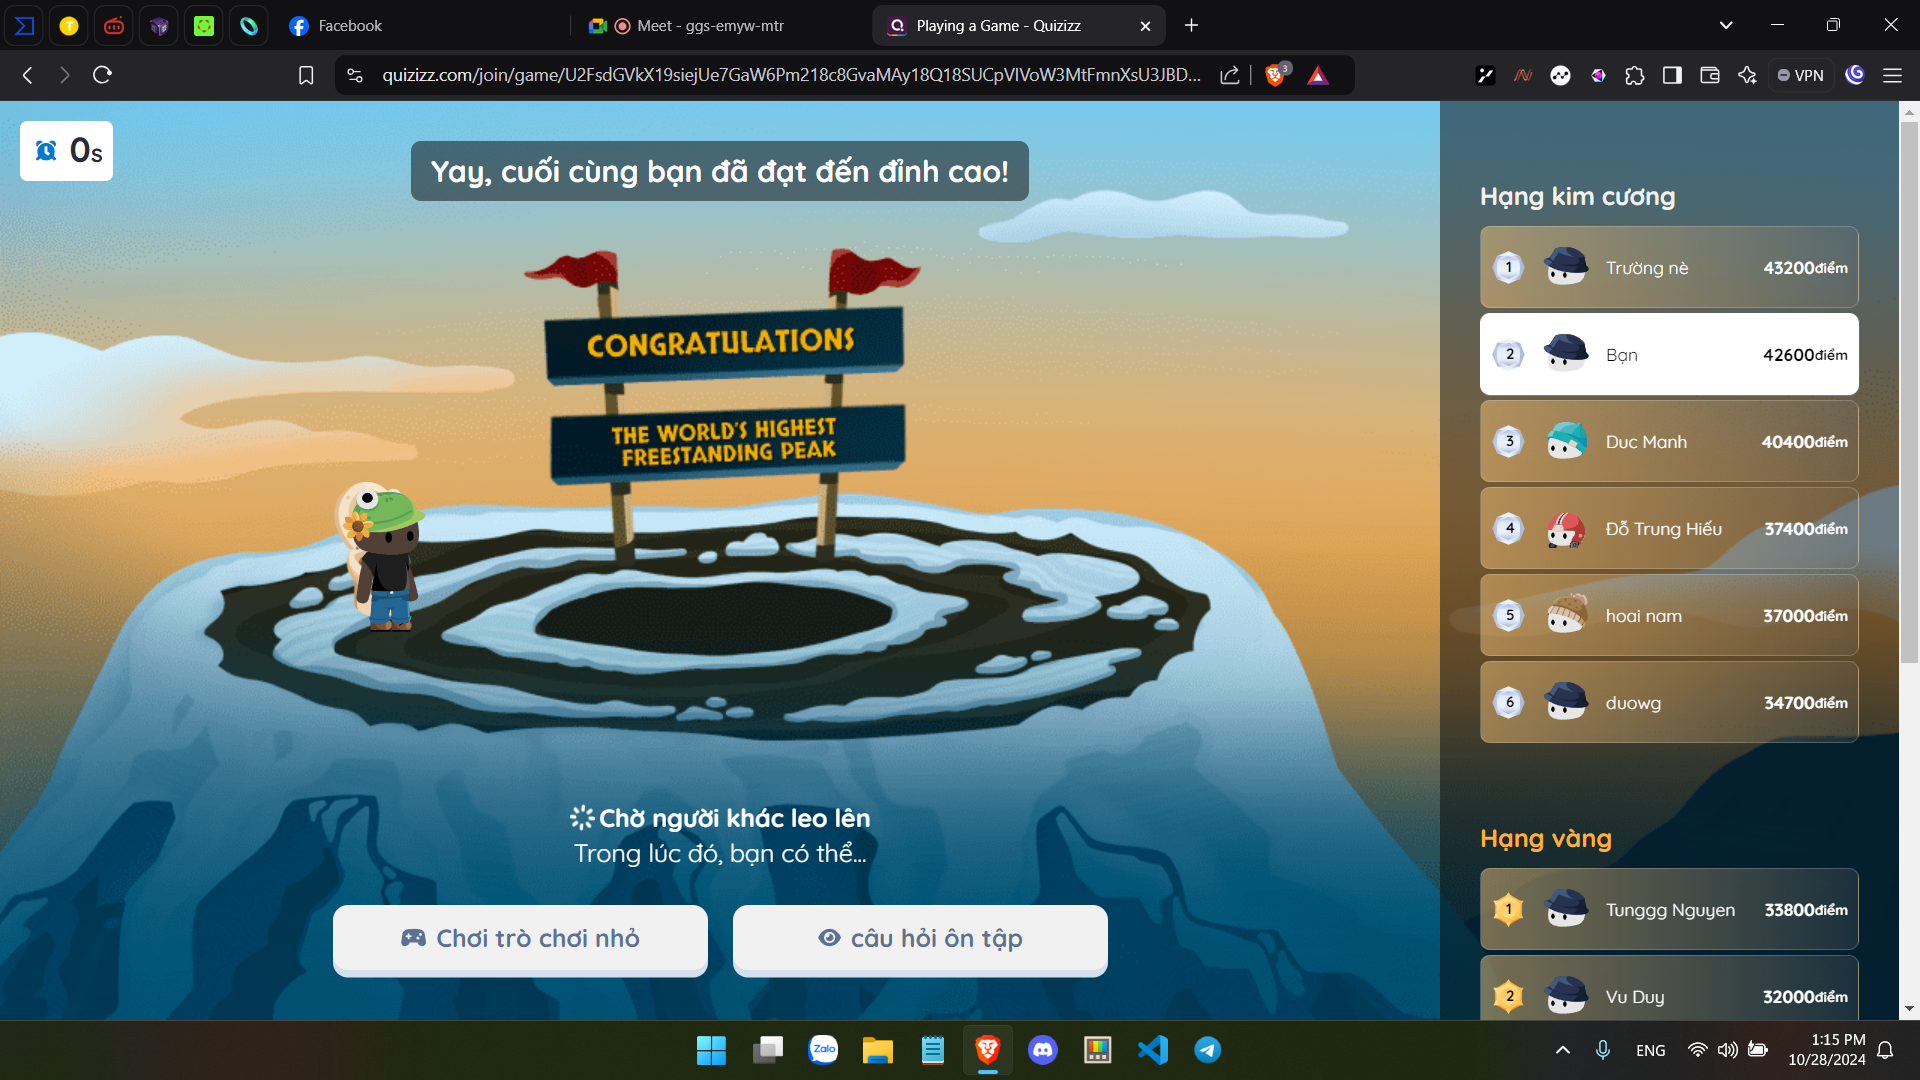 Facebook
Meet - ggs-emyw-mtr
Playing a Game - Quizizz
quizizz.com/join/game/U2FsdGVkX19siejUe7GaW6Pm218c8GvaMAy18Q18SUCpVIVoW3MtFmnXsU3JBD...
3
VPN
0s
Yay, cuối cùng bạn đã đạt đến đỉnh cao!
CONGRATULATIONS
THE WORLD'S HIGHEST
FREESTANDING PEAK
Chờ người khác leo lên
Trong lúc đó, bạn có thể...
Chơi trò chơi nhỏ
câu hỏi ôn tập
Hạng kim cương
1 Trường nè 43200điểm
2 Bạn 42600điểm
3 Duc Manh 40400điểm
4 Đỗ Trung Hiếu 37400điểm
5 hoai nam 37000điểm
6 duowg 34700điểm
Hạng vàng
1 Tunggg Nguyen 33800điểm
2 Vu Duy 32000điểm
Zalo
ENG
1:15 PM
10/28/2024